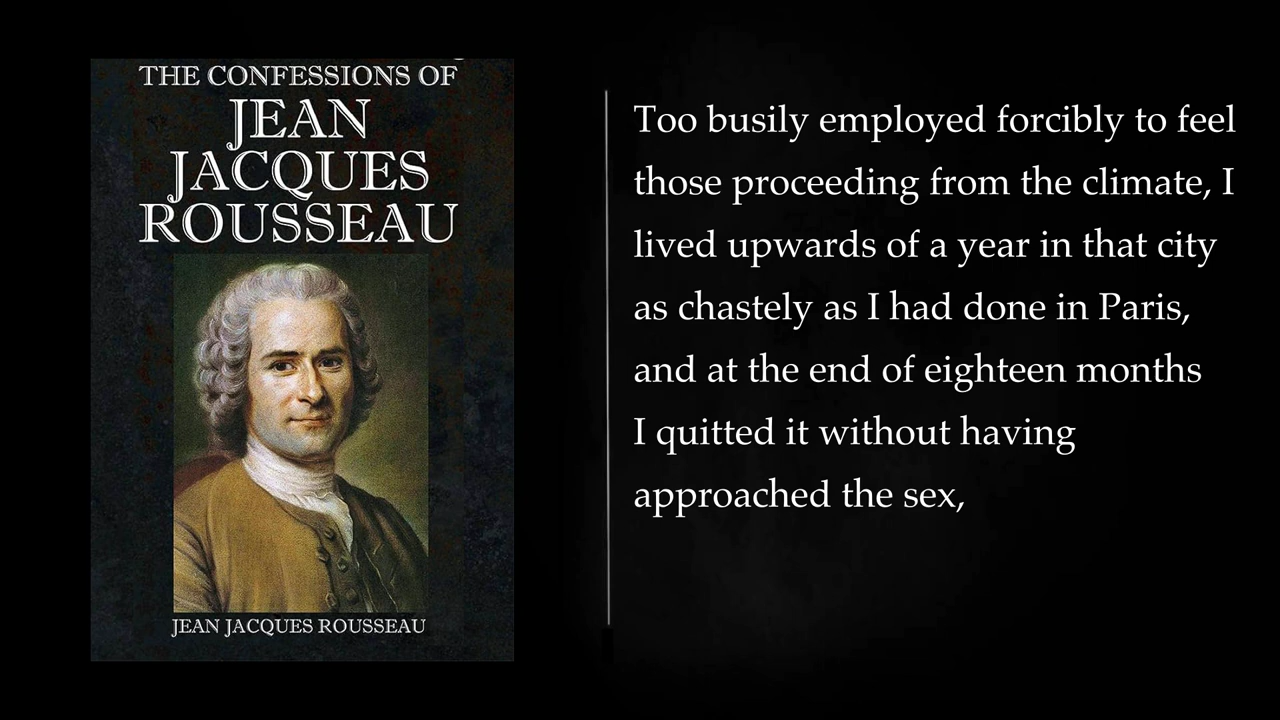 THE CONFESSIONS OF
JEAN
JACQUES
ROUSSEAU
JEAN JACQUES ROUSSEAU
Too busily employed forcibly to feel
those proceeding from the climate, I
lived upwards of a year in that city
as chastely as I had done in Paris,
and at the end of eighteen months
I quitted it without having
approached the sex,